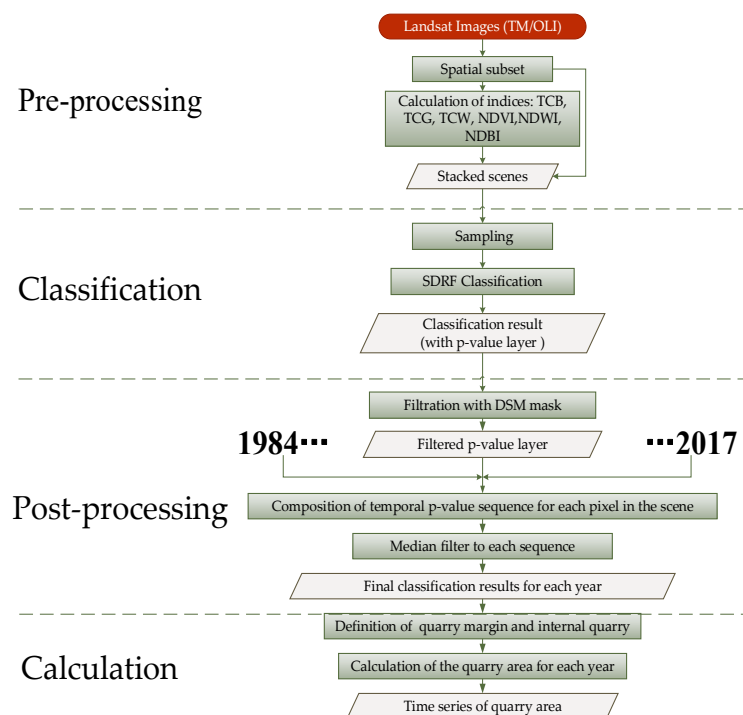 Landsat Images (TM/OLI)
Spatial subset
Pre-processing
Calculation of indices: TCB,
TCG, TCW, NDVI,NDWI,
NDBI
Stacked scenes
Sampling
Classification
SDRF Classification
Classification result
(with p-value layer )
Filtration with DSM mask
1984▪▪▪
Filtered p-value layer
▪▪▪2017
Post-processing
Composition of temporal p-value sequence for each pixel in the scene
Median filter to each sequence
Final classification results for each year
Definition of quarry margin and internal quarry
Calculation
Calculation of the quarry area for each year
Time series of quarry area